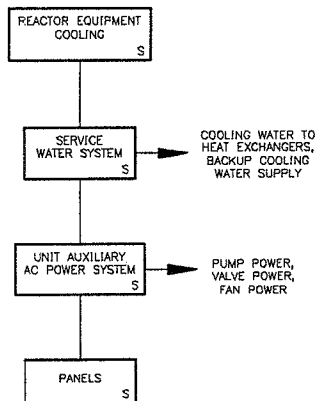 REACTOR EQUIPMENT
COOLING
S
SERVICE
WATER SYSTEM
S
COOLING WATER TO
HEAT EXCHANGERS,
BACKUP COOLING
WATER SUPPLY
UNIT AUXILIARY
AC POWER SYSTEM
S
PUMP POWER,
VALVE POWER,
FAN POWER
PANELS
S